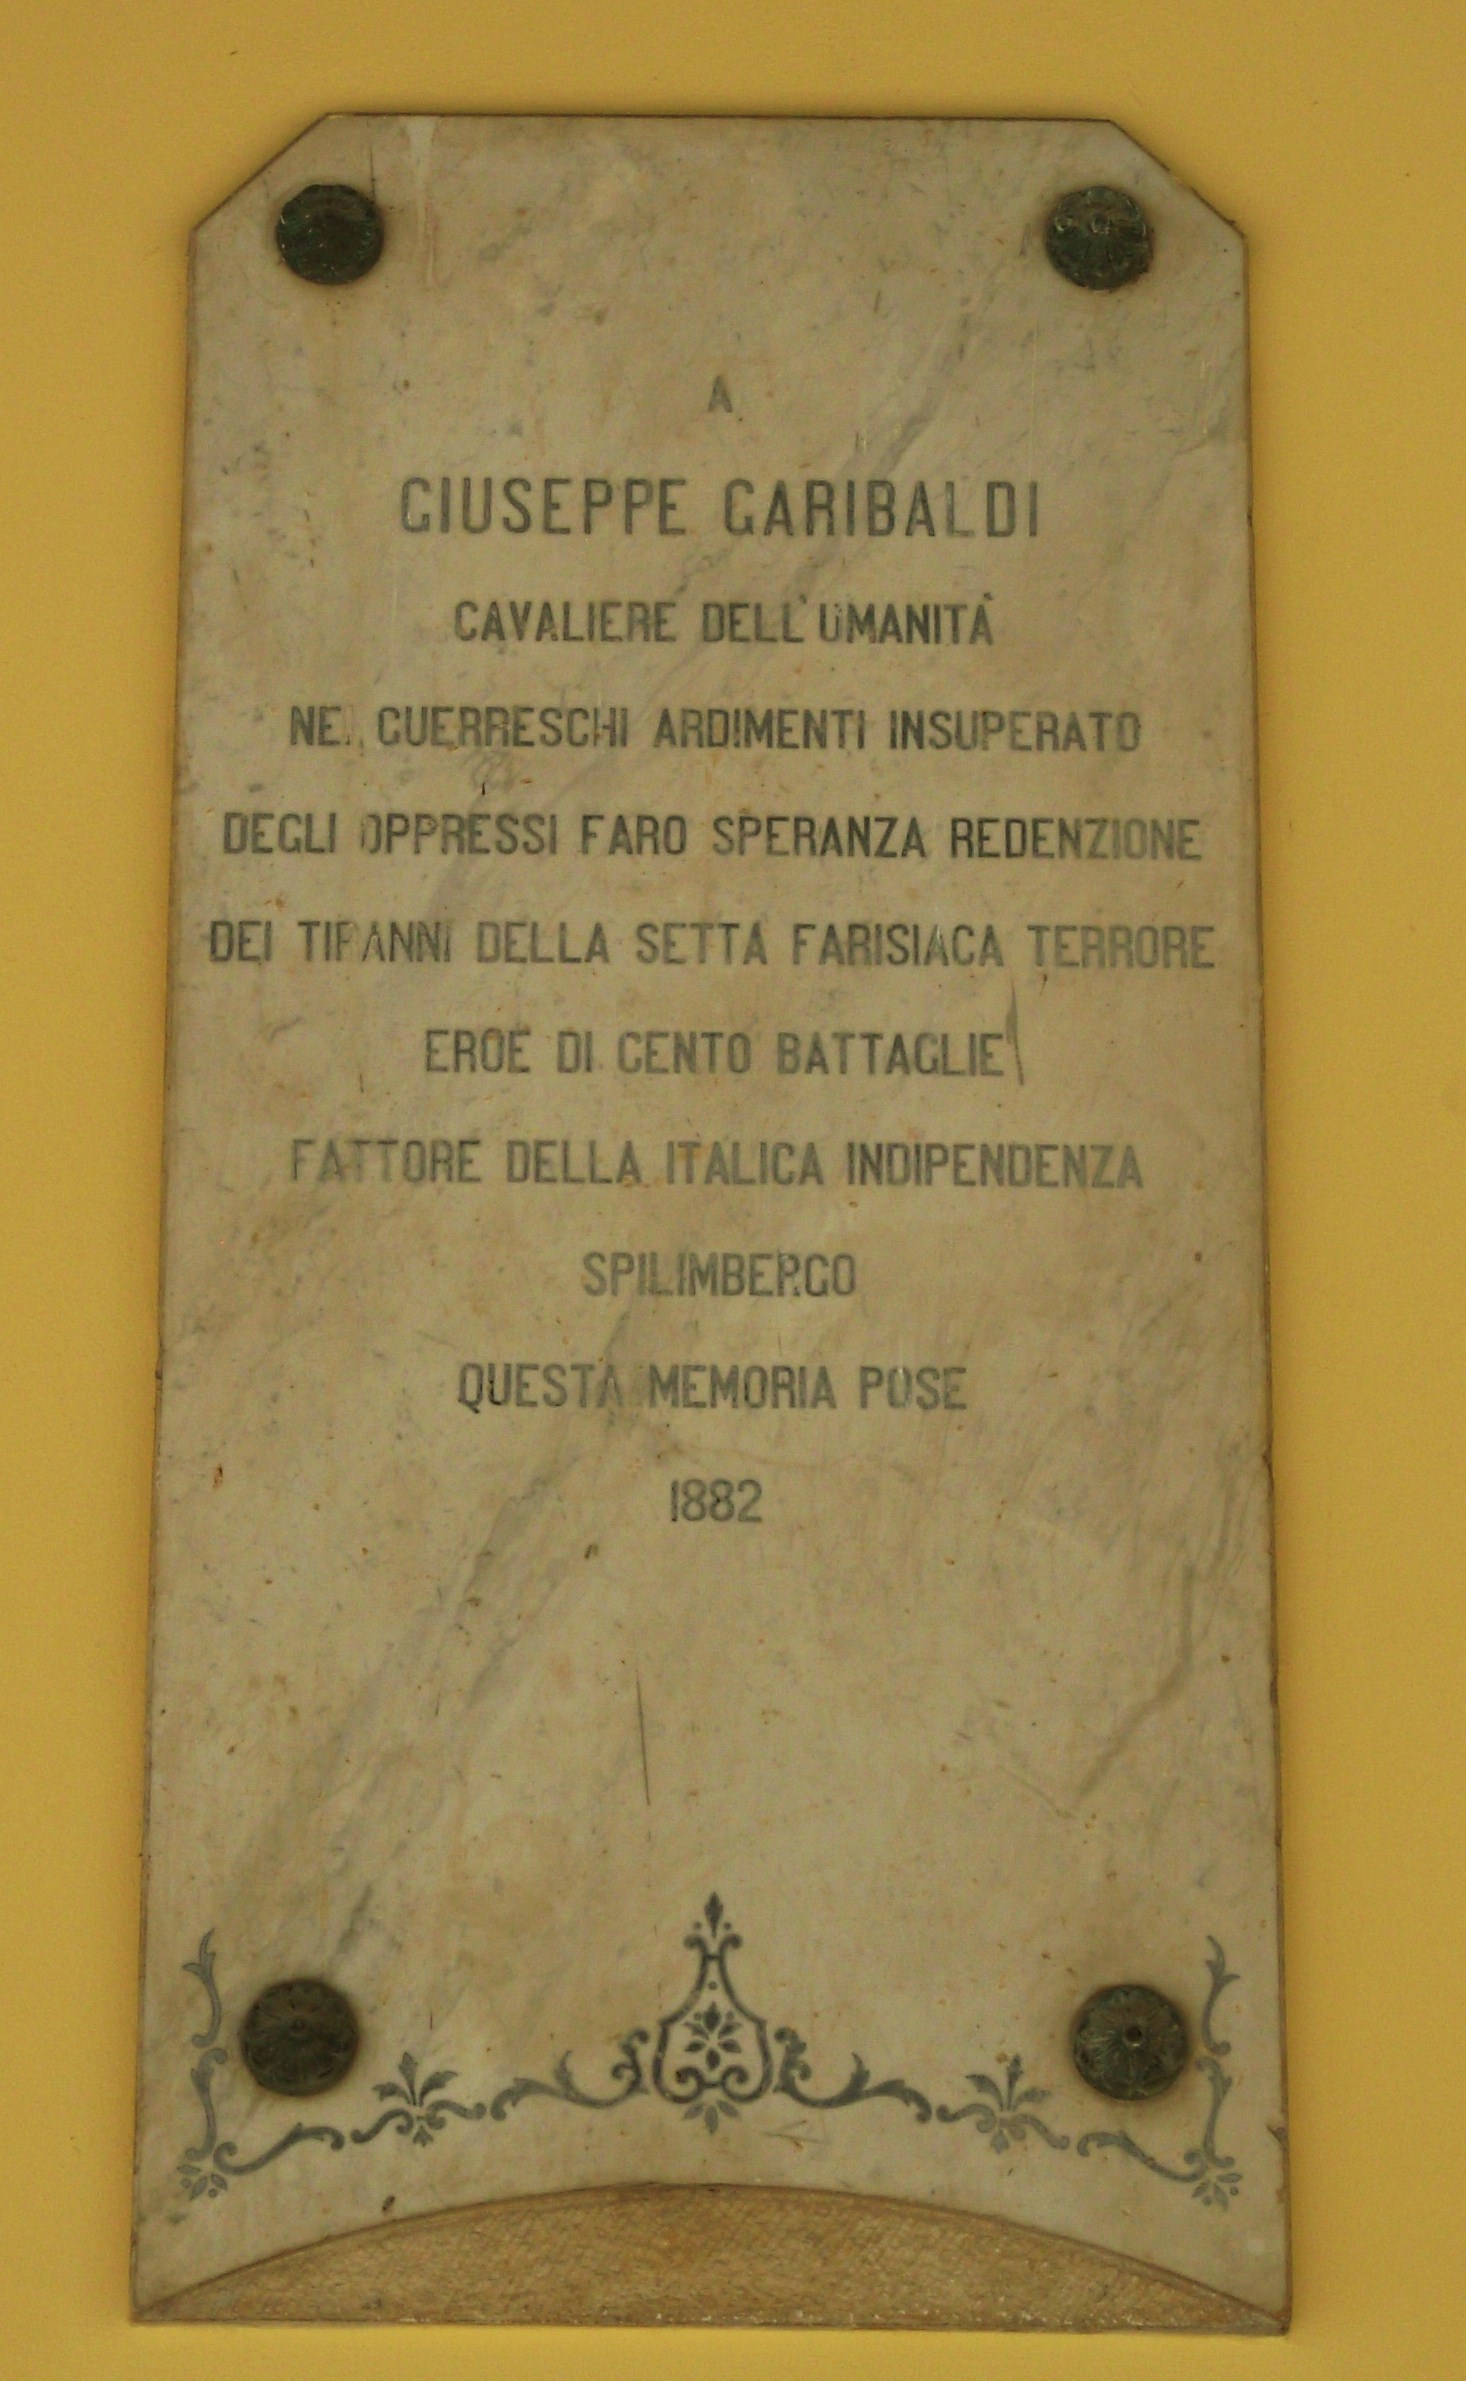 A
GIUSEPPE GARIBALDI
CAVALIERE DELL'UMANITÀ
NEI GUERRESCHI ARDIMENTI INSUPERATO
DEGLI OPPRESSI FARO SPERANZA REDENZIONE
DEI TIRANNI DELLA SETTA FARISIACA TERRORE
EROE DI CENTO BATTAGLIE
FATTORE DELLA ITALICA INDIPENDENZA
SPILIMBERGO
QUESTA MEMORIA POSE
1882